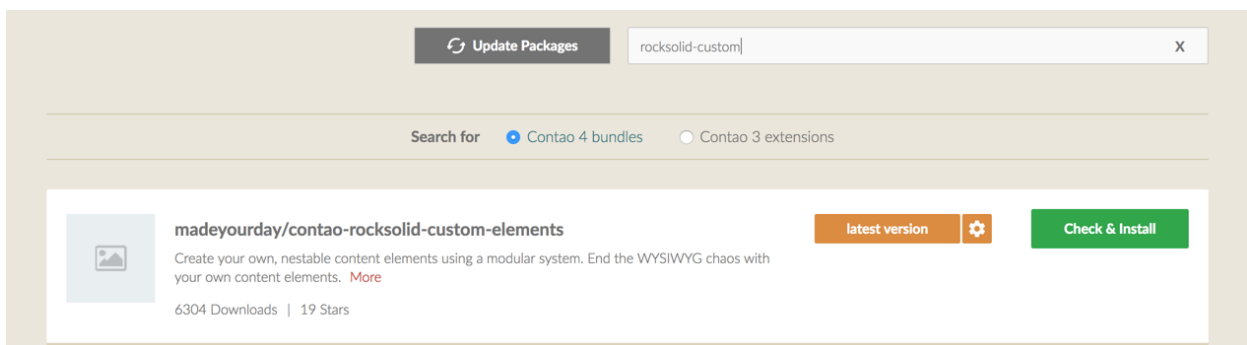 Update Packages
rocksolid-custom
X
Search for
Contao 4 bundles
Contao 3 extensions
madeyourday/contao-rocksolid-custom-elements
latest version
Check & Install
Create your own, nestable content elements using a modular system. End the WYSIWYG chaos with
your own content elements. More
6304 Downloads | 19 Stars